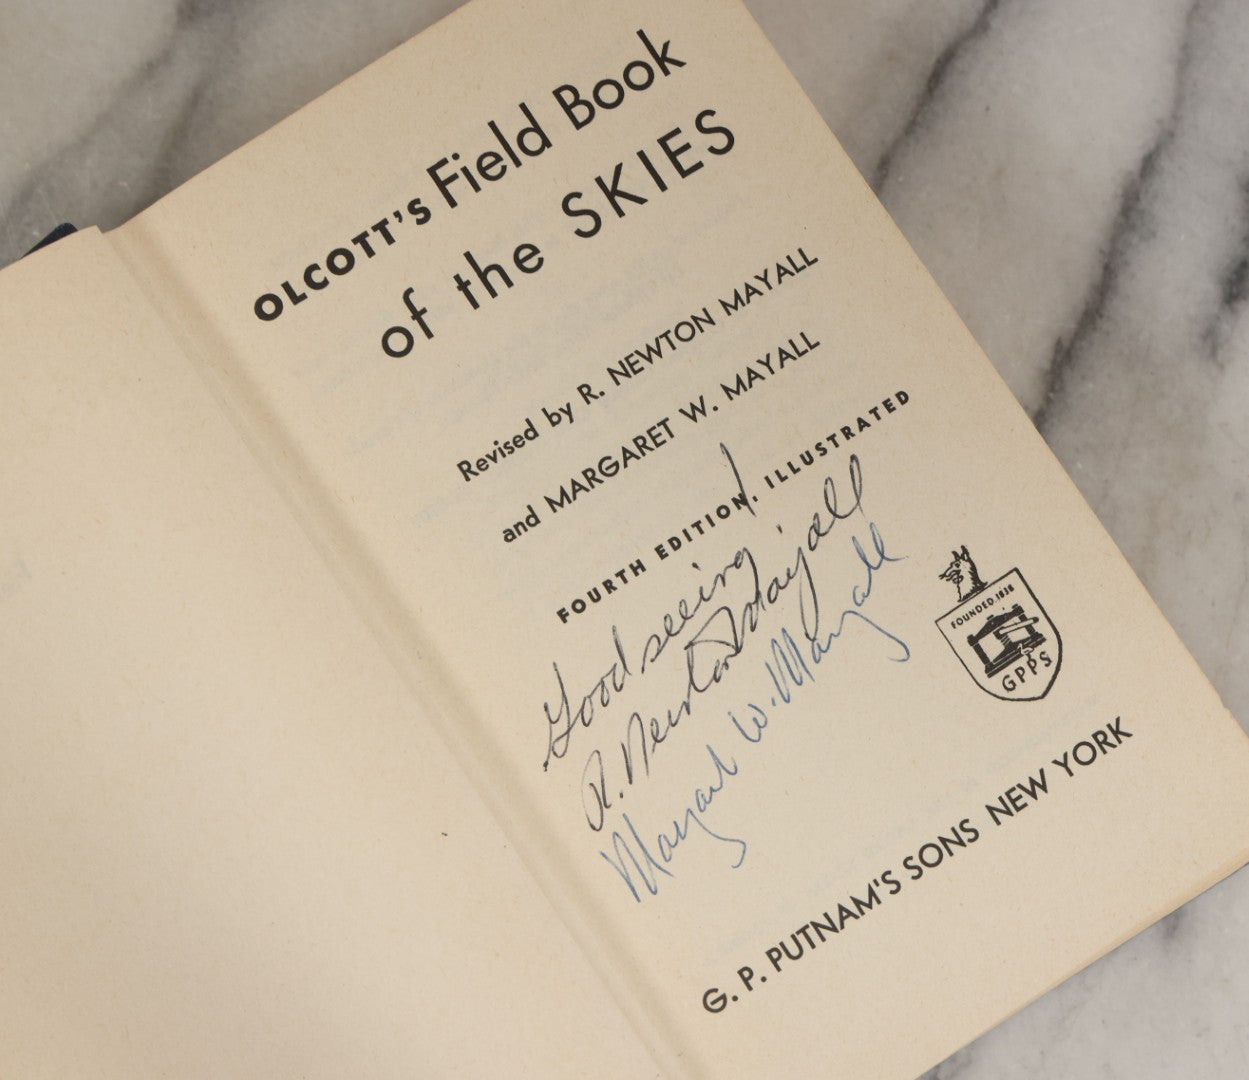 OLCOTT'S Field Book
of the SKIES
Revised by R. NEWTON MAYALL
and MARGARET W. MAYALL
FOURTH EDITION, ILLUSTRATED
Good seeing!
R. Newton Mayall
Margaret W. Mayall
FOUNDED 1838
GPPS
G. P. PUTNAM'S SONS NEW YORK